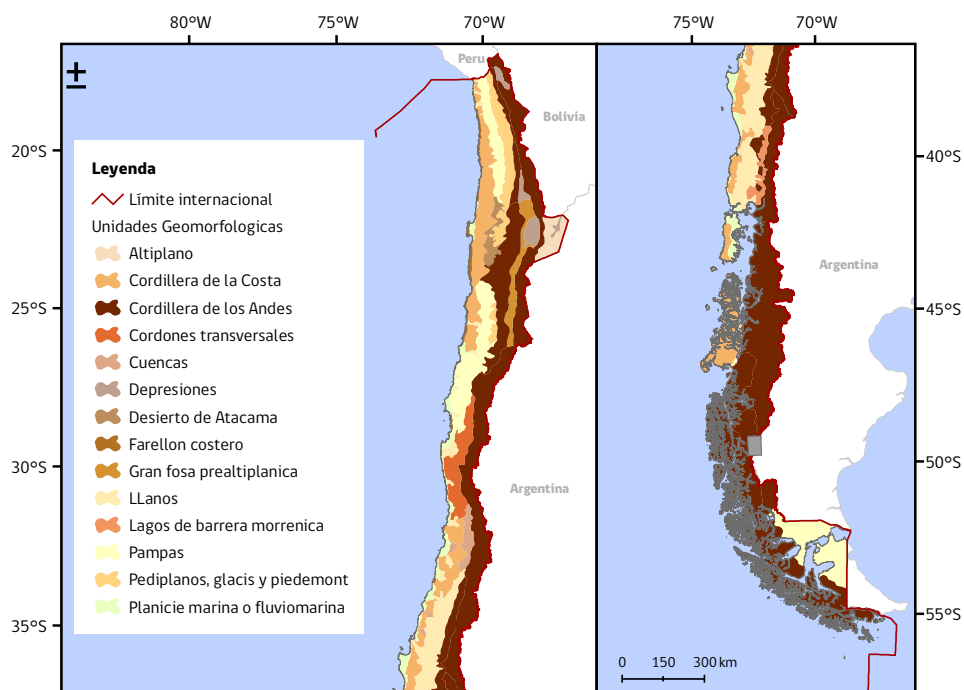 80°W 75°W 70°W 75°W 70°W
Peru
Bolivia
20°S
40°S
Leyenda
Límite internacional
Unidades Geomorfologicas
Altiplano
Cordillera de la Costa
Cordillera de los Andes
Cordones transversales
Cuencas
Depresiones
Desierto de Atacama
Farellon costero
Gran fosa prealtiplanica
LLanos
Lagos de barrera morrenica
Pampas
Pediplanos, glacis y piedemont
Planicie marina o fluviomarina
25°S
30°S
35°S
Argentina
Argentina
45°S
50°S
55°S
0 150 300 km